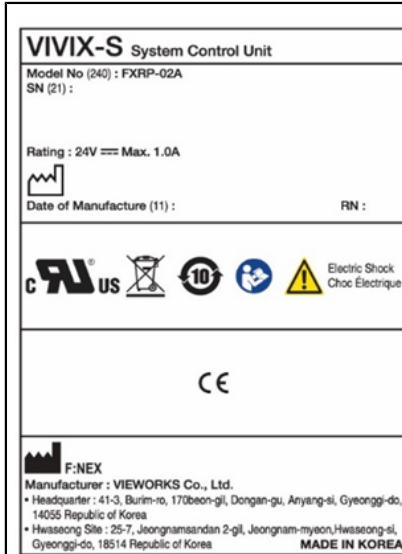 VIVIX-S System Control Unit
Model No (240) : FXRP-02A
SN (21) :
Rating : 24V ⎓ Max. 1.0A
Date of Manufacture (11) : RN :
c RU ® US 10 Electric Shock
Choc Électrique
CE
F:NEX
Manufacturer : VIEWORKS Co., Ltd.
• Headquarter : 41-3, Burim-ro, 170beon-gil, Dongan-gu, Anyang-si, Gyeonggi-do,
14055 Republic of Korea
• Hwaseong Site : 25-7, Jeongnamsandan 2-gil, Jeongnam-myeon,Hwaseong-si,
Gyeonggi-do, 18514 Republic of Korea MADE IN KOREA